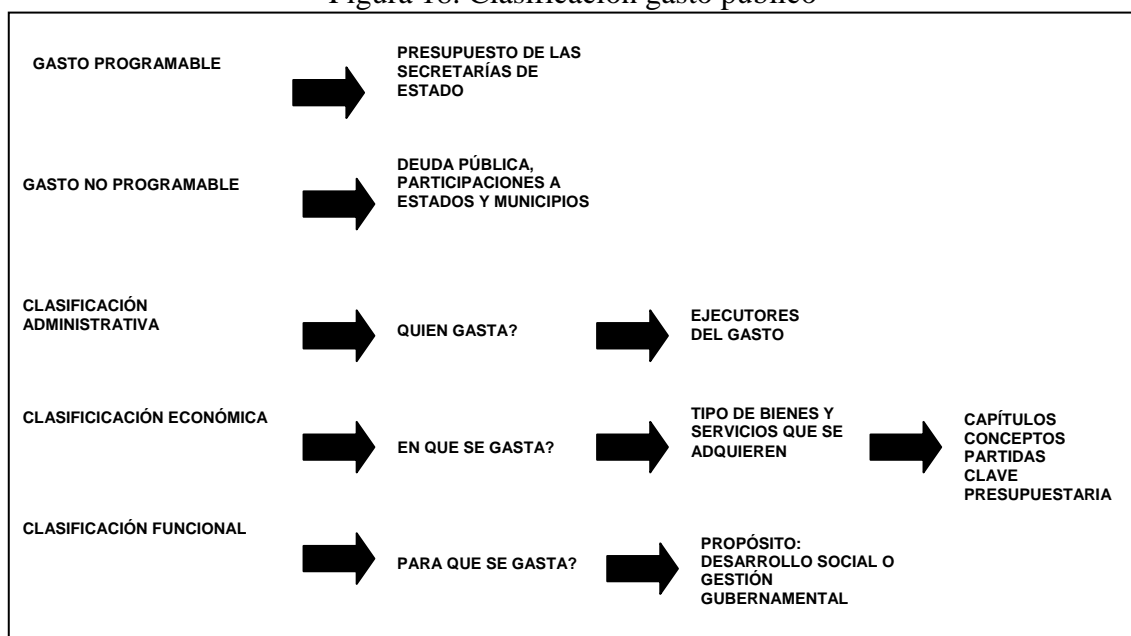 Figura 18. Clasificación gasto público
GASTO PROGRAMABLE
PRESUPUESTO DE LAS
SECRETARÍAS DE
ESTADO
GASTO NO PROGRAMABLE
DEUDA PÚBLICA,
PARTICIPACIONES A
ESTADOS Y MUNICIPIOS
CLASIFICACIÓN
ADMINISTRATIVA
QUIEN GASTA?
EJECUTORES
DEL GASTO
CLASIFICICACIÓN ECONÓMICA
EN QUE SE GASTA?
TIPO DE BIENES Y
SERVICIOS QUE SE
ADQUIEREN
CAPÍTULOS
CONCEPTOS
PARTIDAS
CLAVE
PRESUPUESTARIA
CLASIFICACIÓN FUNCIONAL
PARA QUE SE GASTA?
PROPÓSITO:
DESARROLLO SOCIAL O
GESTIÓN
GUBERNAMENTAL